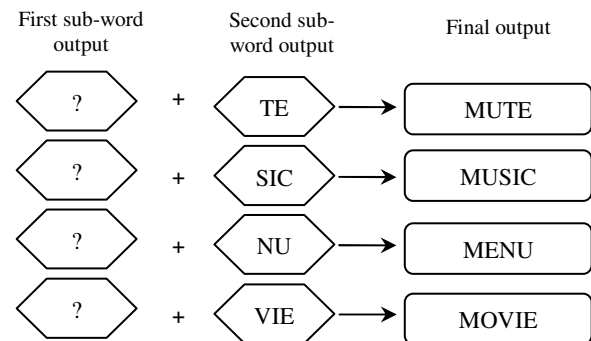 First sub-word
output
Second sub-
word output
Final output
? + TE MUTE
? + SIC MUSIC
? + NU MENU
? + VIE MOVIE